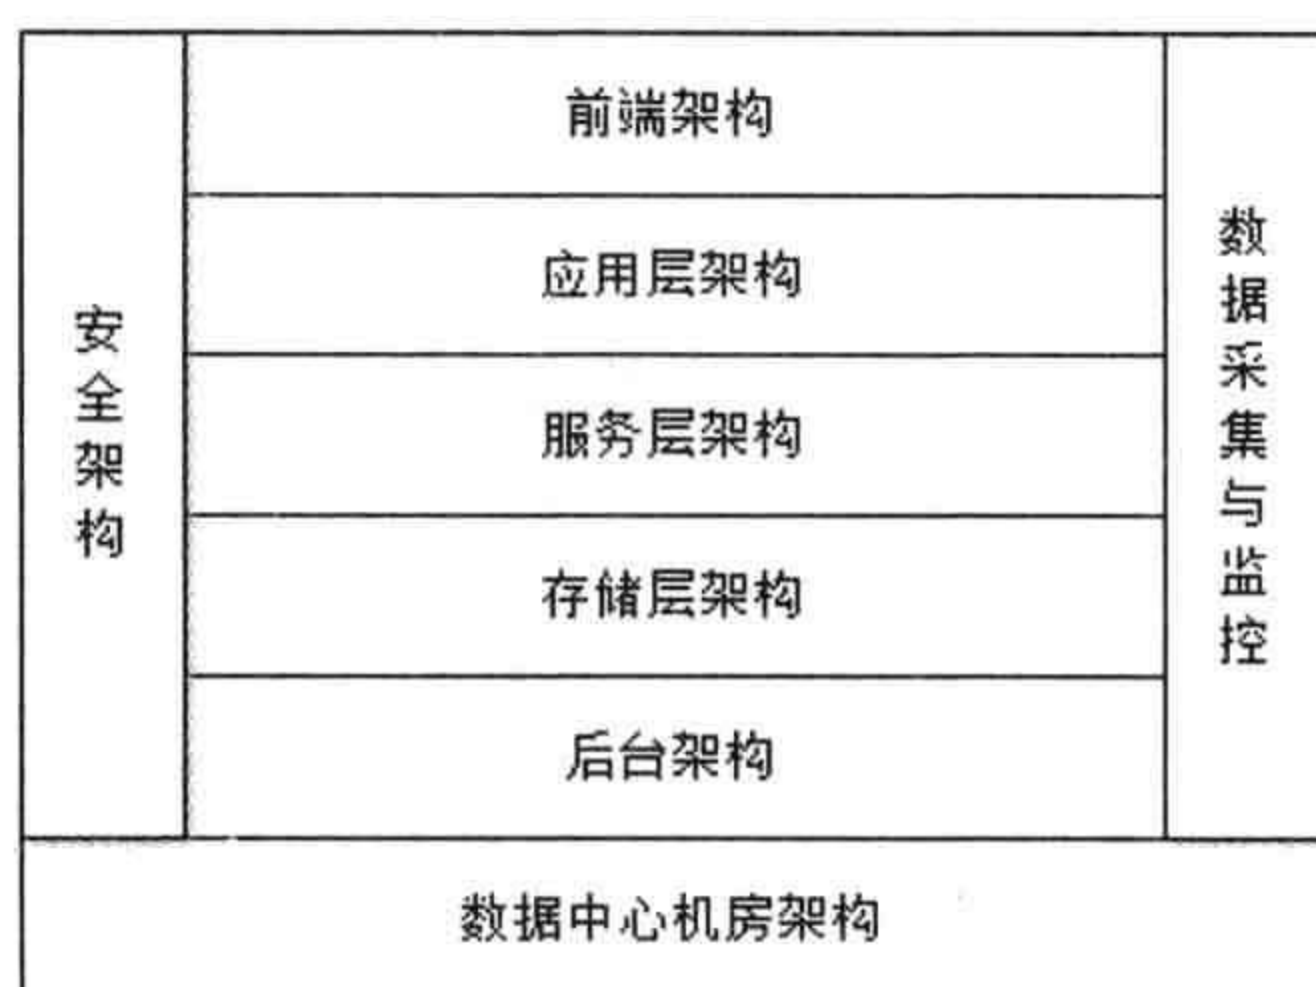 安全架构
前端架构
应用层架构
服务层架构
存储层架构
后台架构
数据采集与监控
数据中心机房架构